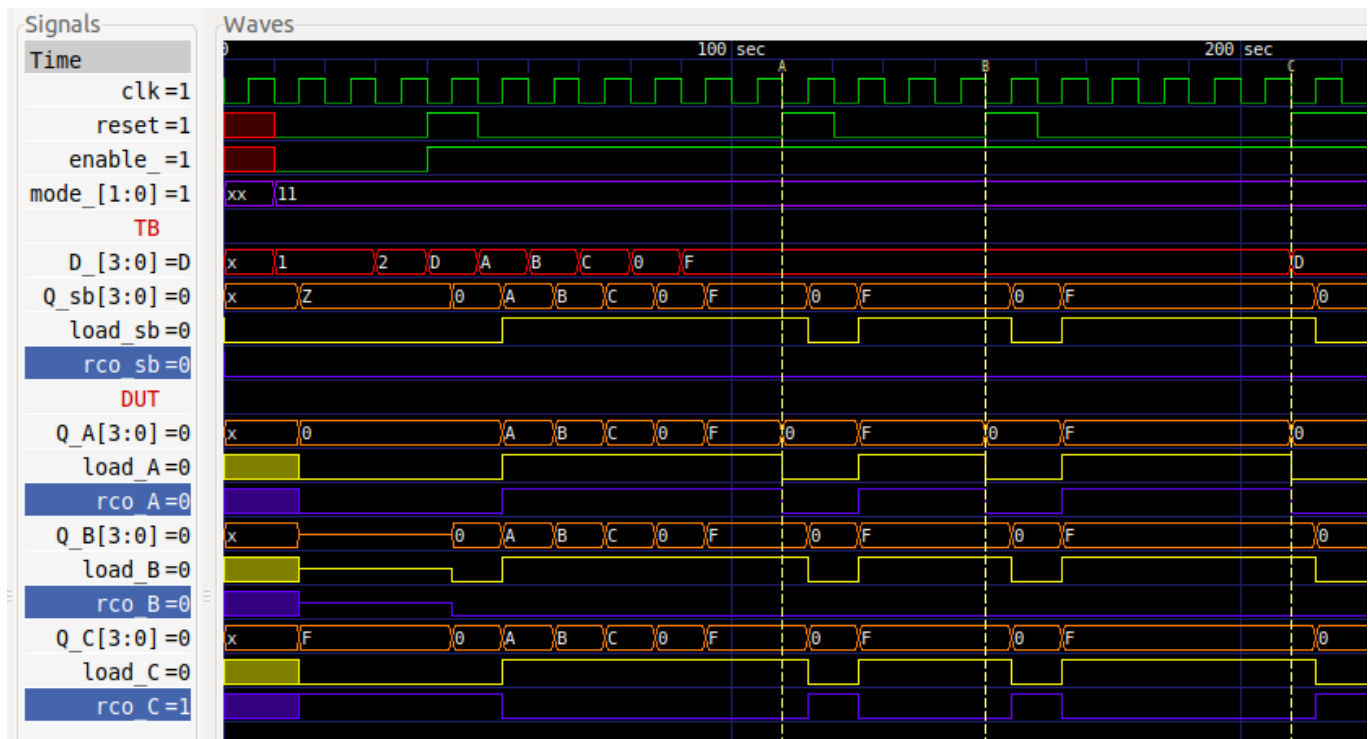 Signals Waves
Time 0 100 sec 200 sec
A B C
clk=1
reset=1
enable_=1
mode_[1:0]=1 xx 11
TB
D_[3:0]=D x 1 2 D A B C 0 F D
Q_sb[3:0]=0 x Z 0 A B C 0 F 0 F 0 F 0
load_sb=0
rco_sb=0
DUT
Q_A[3:0]=0 x 0 A B C 0 F 0 F 0 F 0
load_A=0
rco_A=0
Q_B[3:0]=0 x 0 A B C 0 F 0 F 0 F 0
load_B=0
rco_B=0
Q_C[3:0]=0 x F 0 A B C 0 F 0 F 0 F 0
load_C=0
rco_C=1